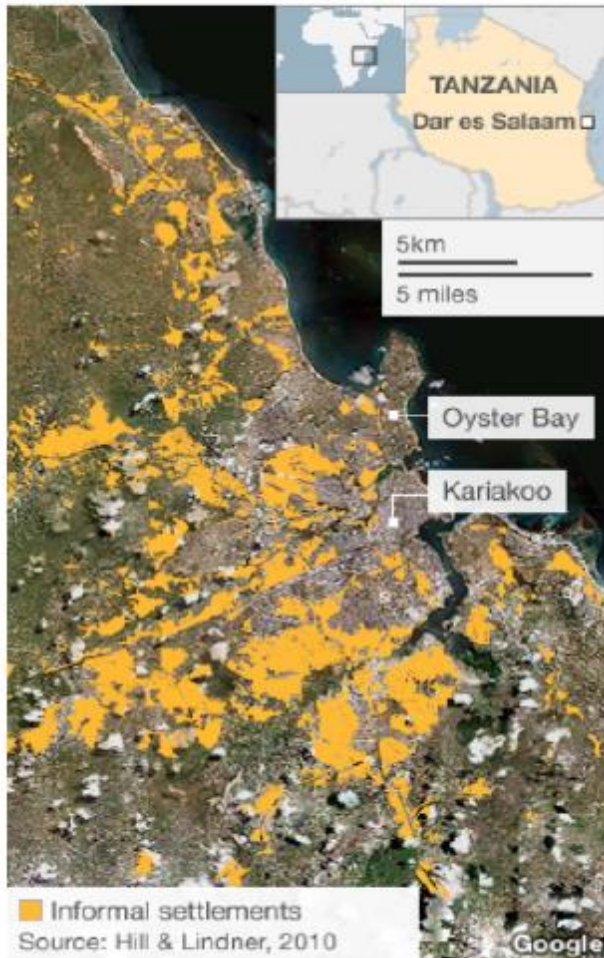 TANZANIA
Dar es Salaam
5km
5 miles
Oyster Bay
Kariakoo
Informal settlements
Source: Hill & Lindner, 2010
Google